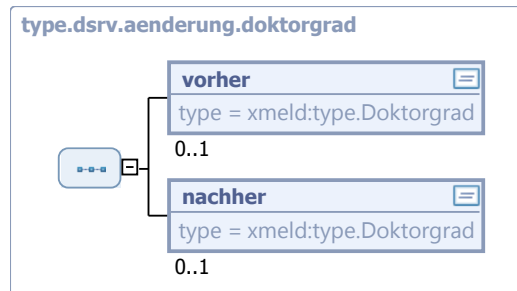 type.dsrv.aenderung.doktorgrad
vorher
type = xmeld:type.Doktorgrad
0..1
nachher
type = xmeld:type.Doktorgrad
0..1